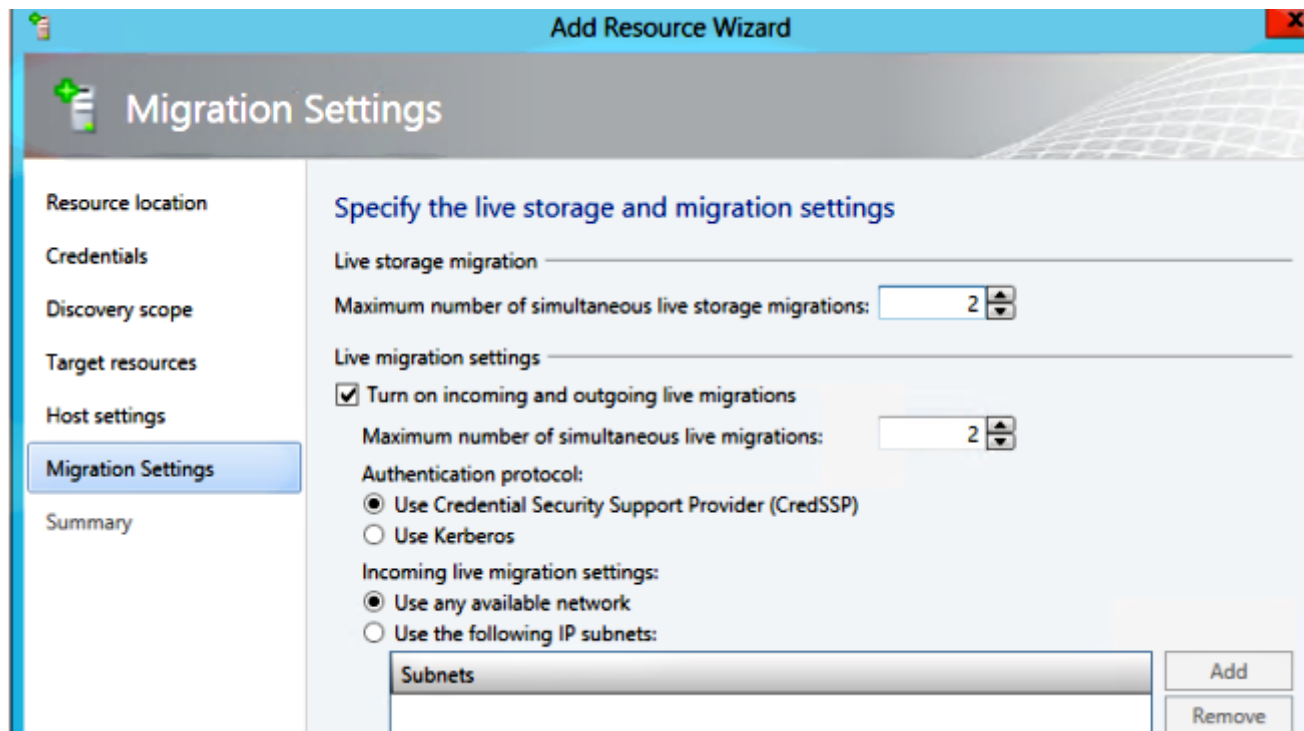 Add Resource Wizard
x
Migration Settings
Resource location
Credentials
Discovery scope
Target resources
Host settings
Migration Settings
Summary
Specify the live storage and migration settings
Live storage migration
Maximum number of simultaneous live storage migrations: 2
Live migration settings
Turn on incoming and outgoing live migrations
Maximum number of simultaneous live migrations: 2
Authentication protocol:
Use Credential Security Support Provider (CredSSP)
Use Kerberos
Incoming live migration settings:
Use any available network
Use the following IP subnets:
Subnets
Add
Remove